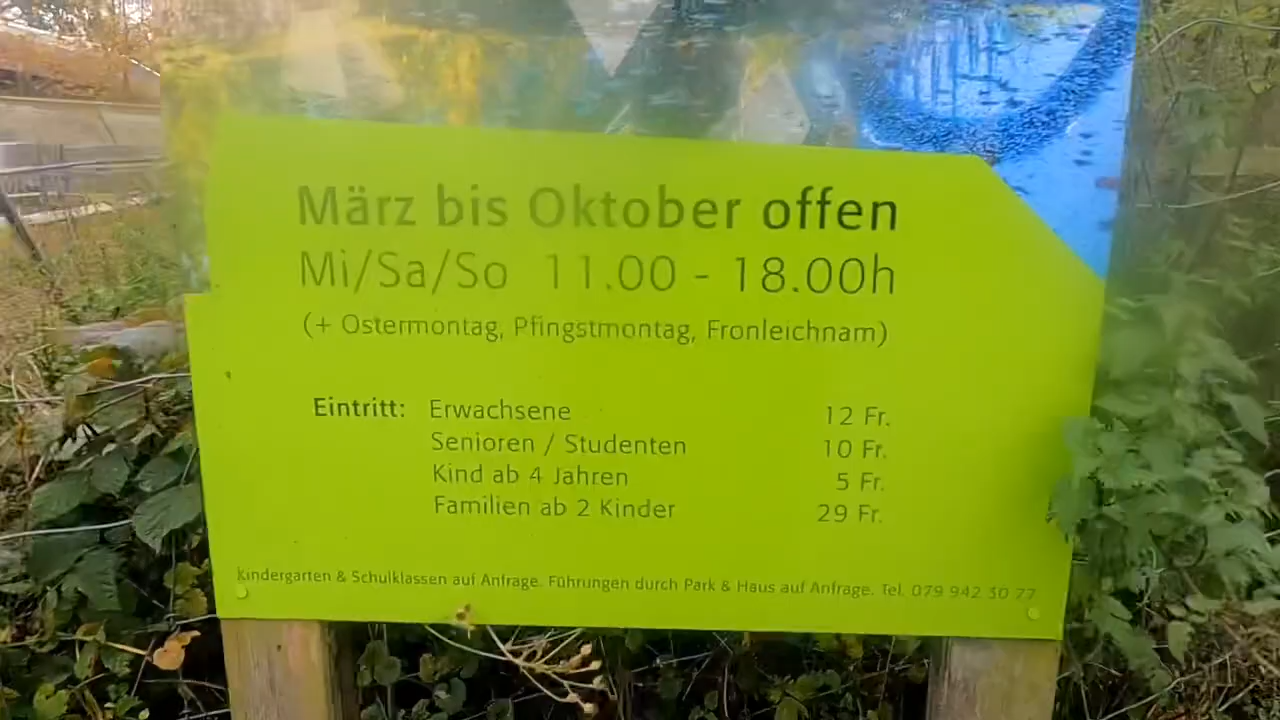 März bis Oktober offen
Mi/Sa/So 11.00 - 18.00h
(+ Ostermontag, Pfingstmontag, Fronleichnam)
Eintritt: Erwachsene 12 Fr.
Senioren / Studenten 10 Fr.
Kind ab 4 Jahren 5 Fr.
Familien ab 2 Kinder 29 Fr.
Kindergarten & Schulklassen auf Anfrage. Führungen durch Park & Haus auf Anfrage. Tel. 079 942 30 77